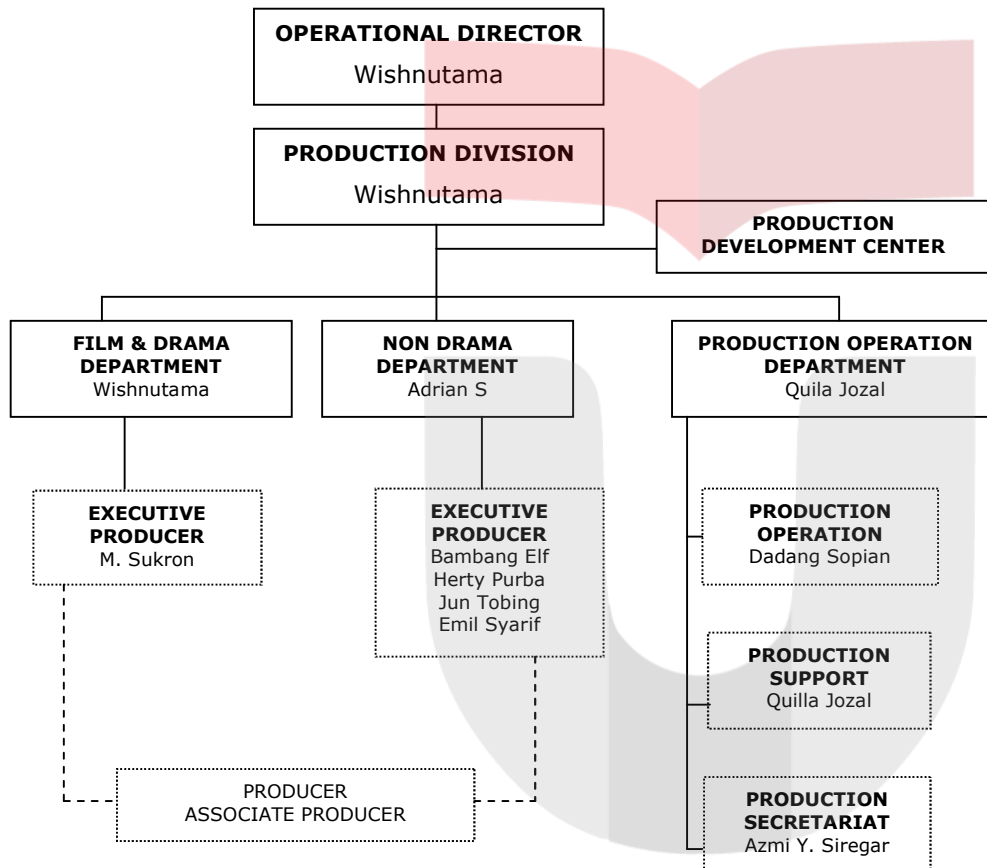 OPERATIONAL DIRECTOR
Wishnutama
PRODUCTION DIVISION
Wishnutama
PRODUCTION
DEVELOPMENT CENTER
FILM & DRAMA
DEPARTMENT
Wishnutama
NON DRAMA
DEPARTMENT
Adrian S
PRODUCTION OPERATION
DEPARTMENT
Quila Jozal
EXECUTIVE
PRODUCER
M. Sukron
EXECUTIVE
PRODUCER
Bambang Elf
Herty Purba
Jun Tobing
Emil Syarif
PRODUCTION
OPERATION
Dadang Sopian
PRODUCTION
SUPPORT
Quilla Jozal
PRODUCER
ASSOCIATE PRODUCER
PRODUCTION
SECRETARIAT
Azmi Y. Siregar